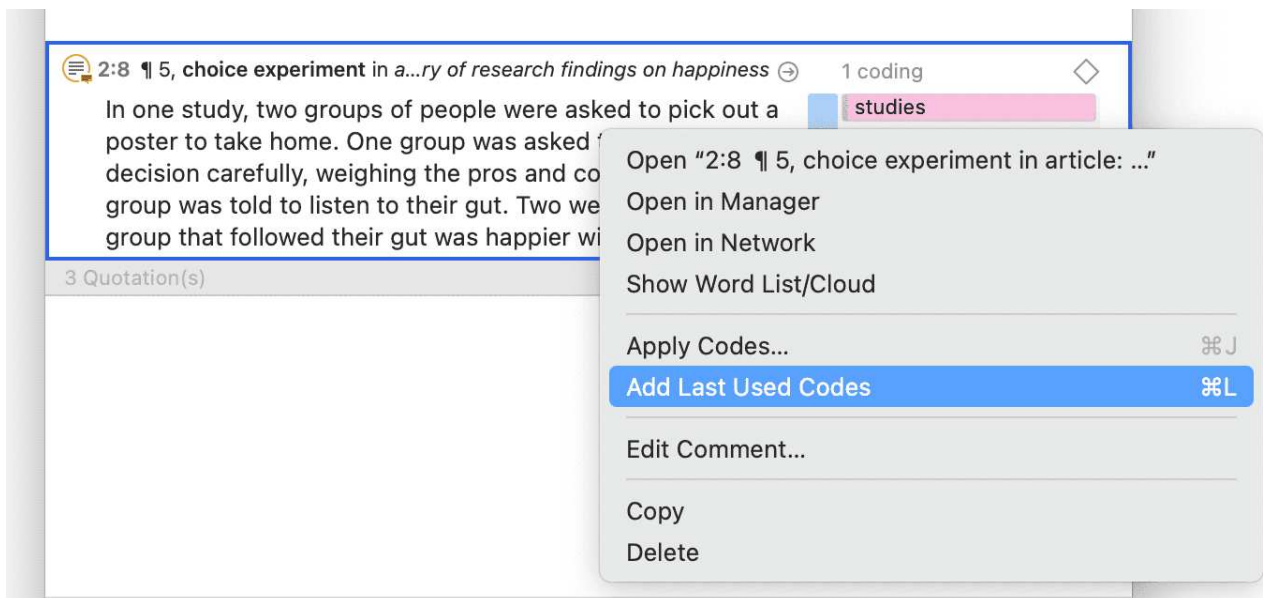 2:8 ¶ 5, choice experiment in a...ry of research findings on happiness
1 coding
In one study, two groups of people were asked to pick out a
studies
poster to take home. One group was asked
decision carefully, weighing the pros and co
group was told to listen to their gut. Two we
group that followed their gut was happier wi
3 Quotation(s)
Open “2:8 ¶ 5, choice experiment in article: ...”
Open in Manager
Open in Network
Show Word List/Cloud
Apply Codes... ⌘J
Add Last Used Codes ⌘L
Edit Comment...
Copy
Delete